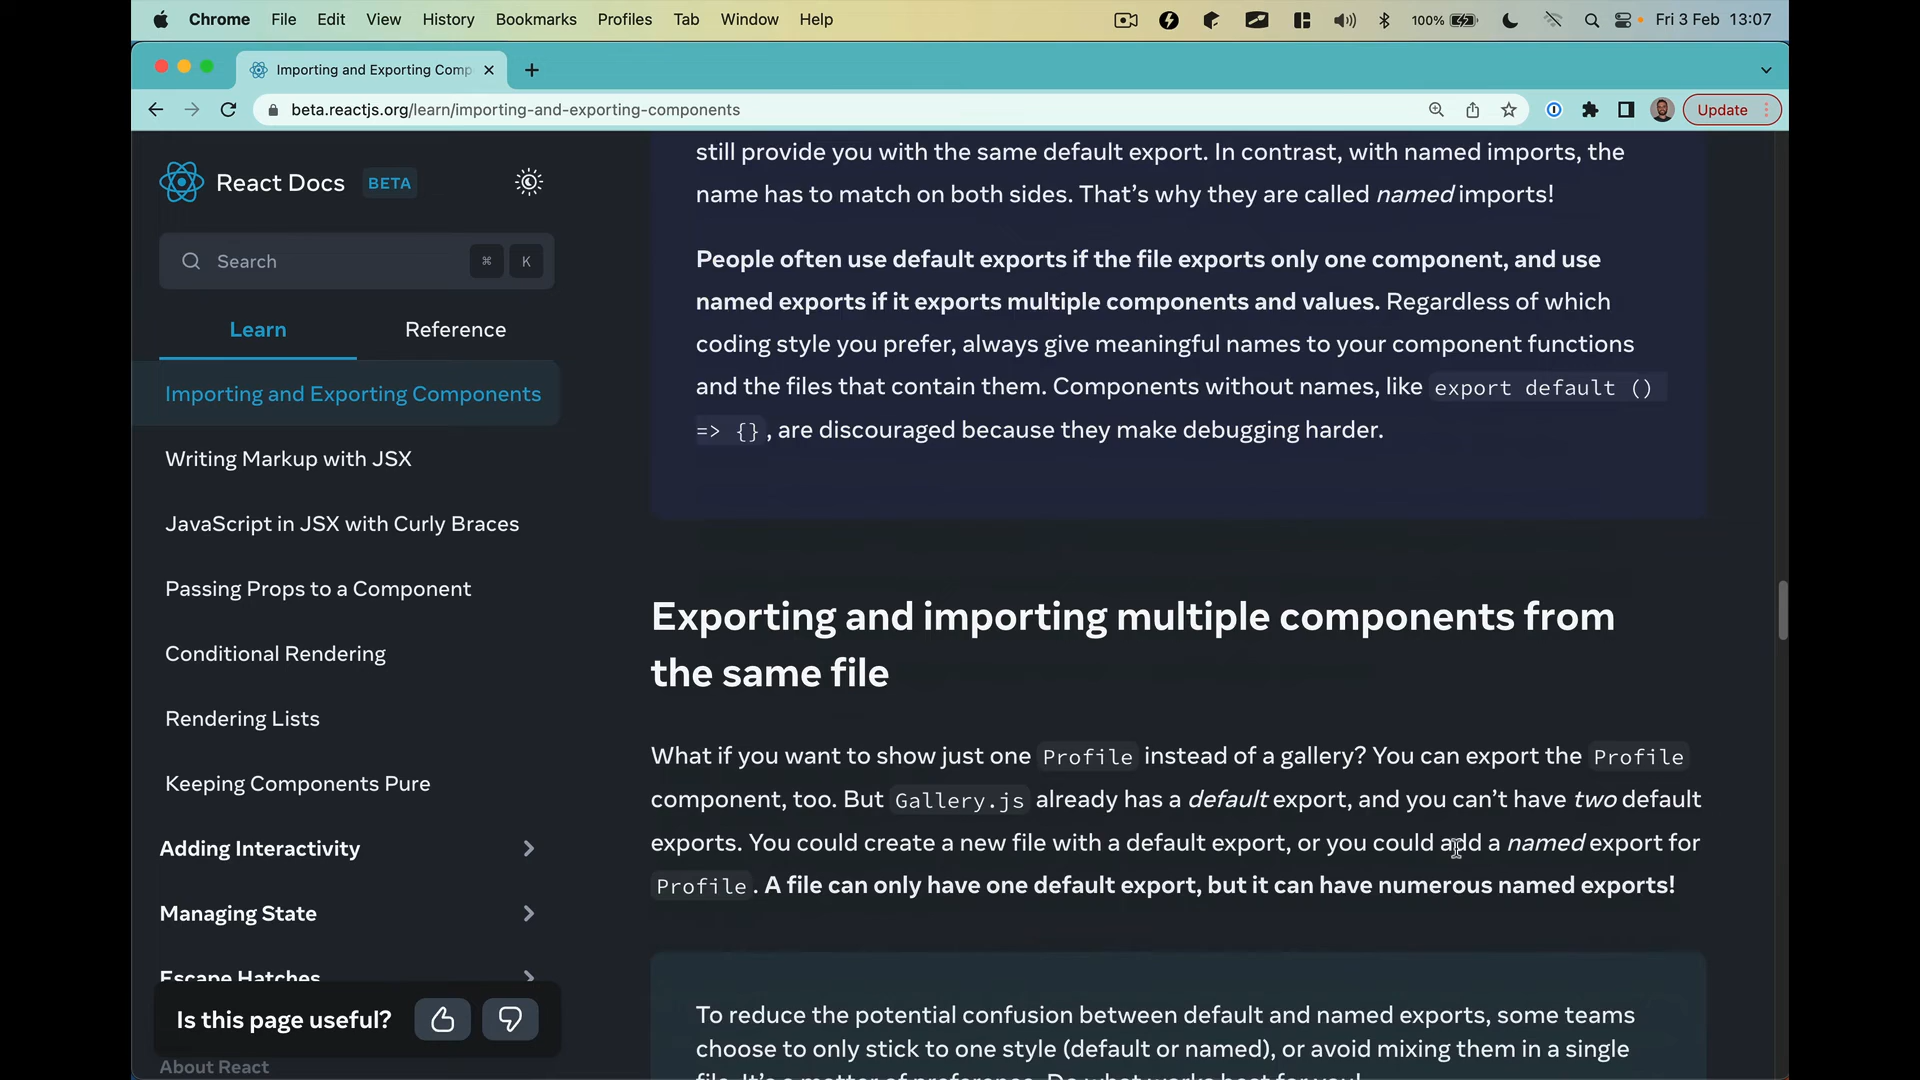 Chrome File Edit View History Bookmarks Profiles Tab Window Help 100% Fri 3 Feb 13:07
Importing and Exporting Comp
beta.reactjs.org/learn/importing-and-exporting-components
Update
React Docs BETA
Search ⌘ K
Learn Reference
Importing and Exporting Components
Writing Markup with JSX
JavaScript in JSX with Curly Braces
Passing Props to a Component
Conditional Rendering
Rendering Lists
Keeping Components Pure
Adding Interactivity
Managing State
Escape Hatches
Is this page useful?
About React
still provide you with the same default export. In contrast, with named imports, the
name has to match on both sides. That’s why they are called named imports!
People often use default exports if the file exports only one component, and use
named exports if it exports multiple components and values. Regardless of which
coding style you prefer, always give meaningful names to your component functions
and the files that contain them. Components without names, like export default ()
=> {} , are discouraged because they make debugging harder.
Exporting and importing multiple components from
the same file
What if you want to show just one Profile instead of a gallery? You can export the Profile
component, too. But Gallery.js already has a default export, and you can’t have two default
exports. You could create a new file with a default export, or you could add a named export for
Profile . A file can only have one default export, but it can have numerous named exports!
To reduce the potential confusion between default and named exports, some teams
choose to only stick to one style (default or named), or avoid mixing them in a single
file. It’s a matter of preference. Do what works best for you!